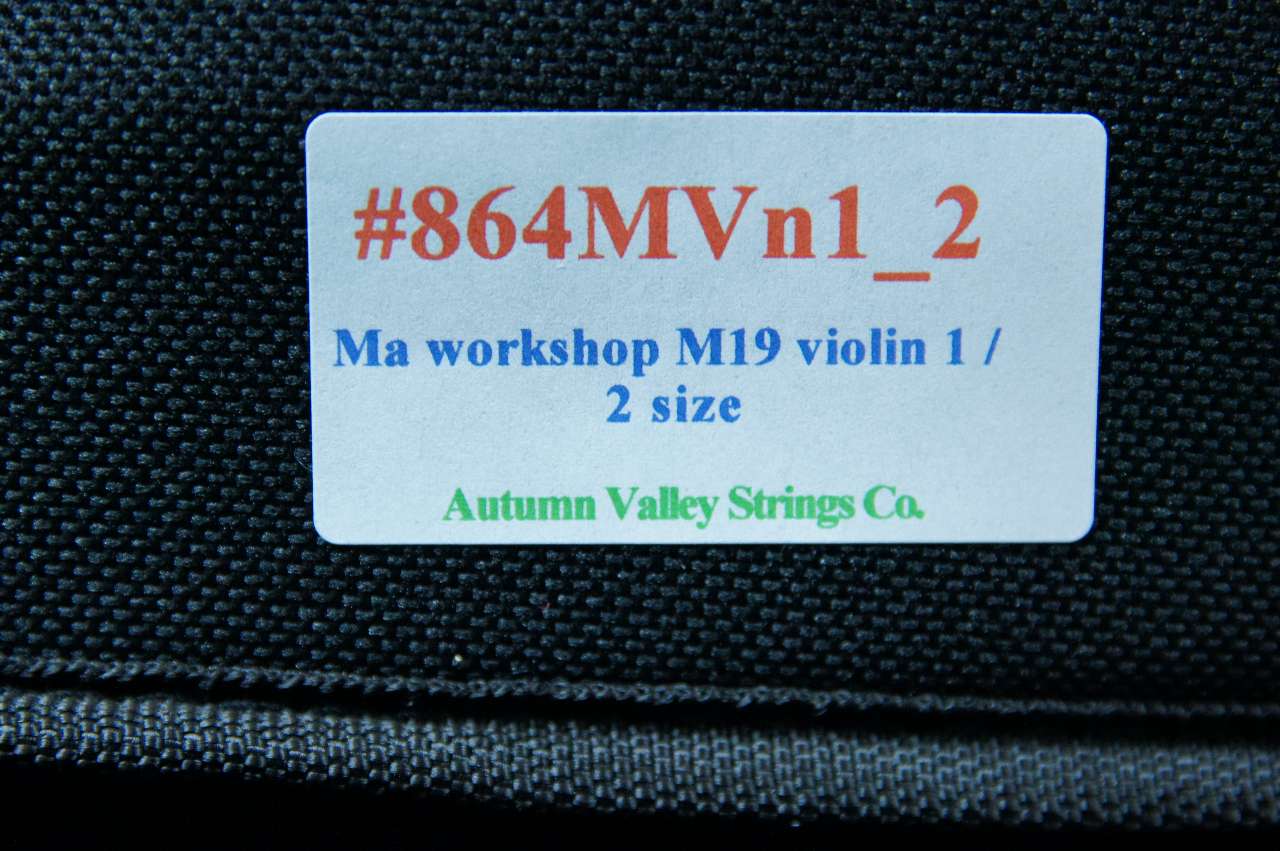 #864MVn1_2
Ma workshop M19 violin 1 /
2 size
Autumn Valley Strings Co.